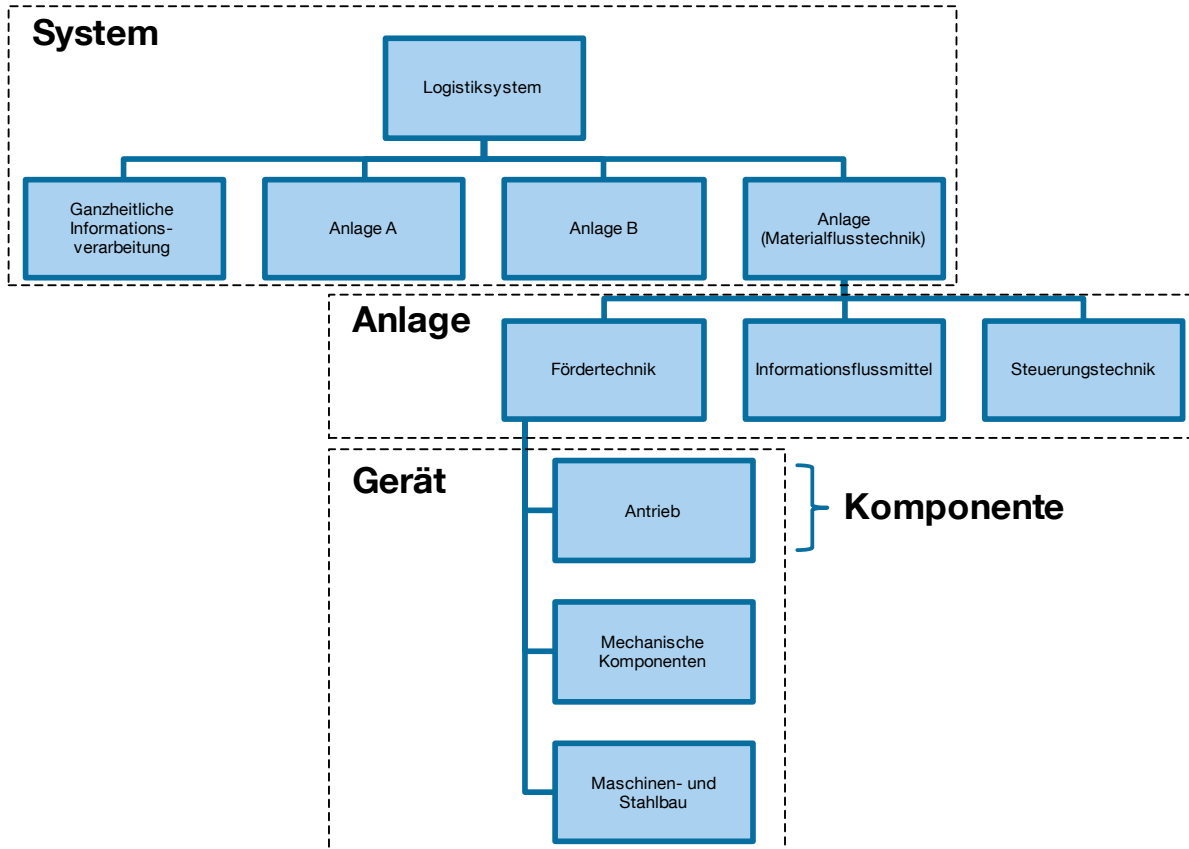 System
Logistiksystem
Ganzheitliche
Informations-
verarbeitung
Anlage A
Anlage B
Anlage
(Materialflusstechnik)
Anlage
Fördertechnik
Informationsflussmittel
Steuerungstechnik
Gerät
Antrieb
Komponente
Mechanische
Komponenten
Maschinen- und
Stahlbau